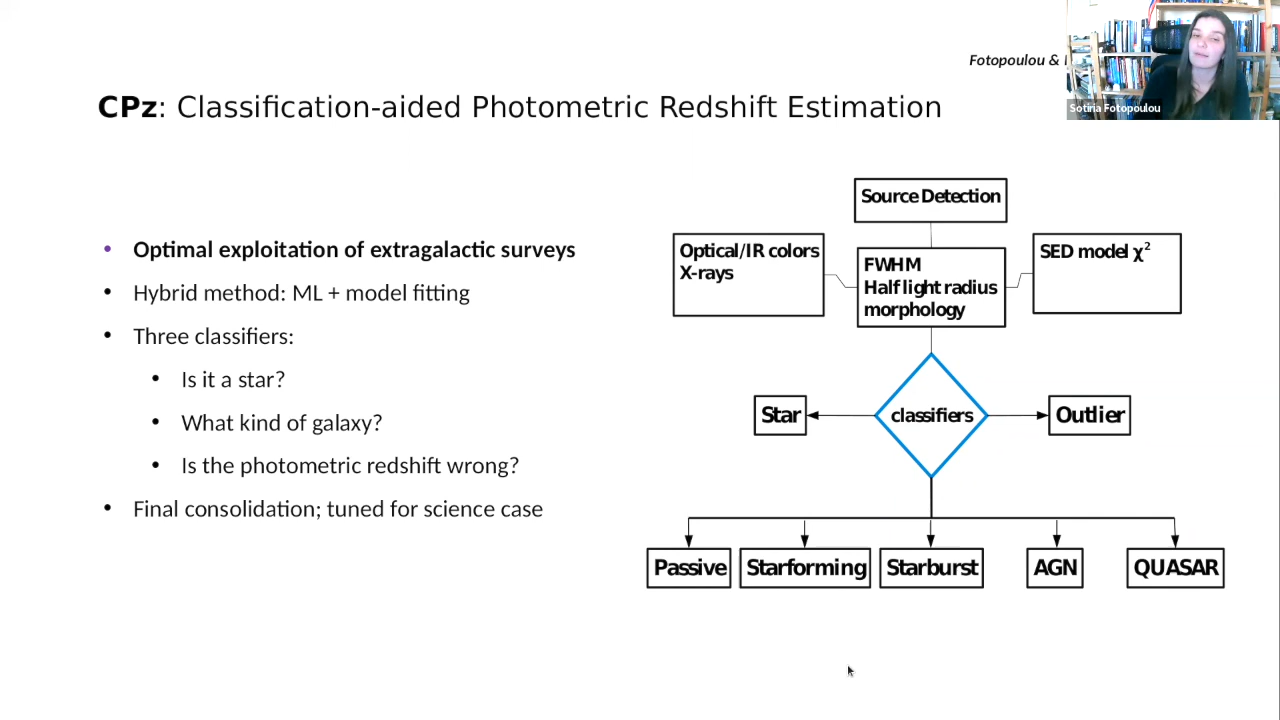 Fotopoulou &
Sotiria Fotopoulou
CPz: Classification-aided Photometric Redshift Estimation
• Optimal exploitation of extragalactic surveys
• Hybrid method: ML + model fitting
• Three classifiers:
• Is it a star?
• What kind of galaxy?
• Is the photometric redshift wrong?
• Final consolidation; tuned for science case
Source Detection
Optical/IR colors
X-rays
FWHM
Half light radius
morphology
SED model χ²
Star
classifiers
Outlier
Passive
Starforming
Starburst
AGN
QUASAR